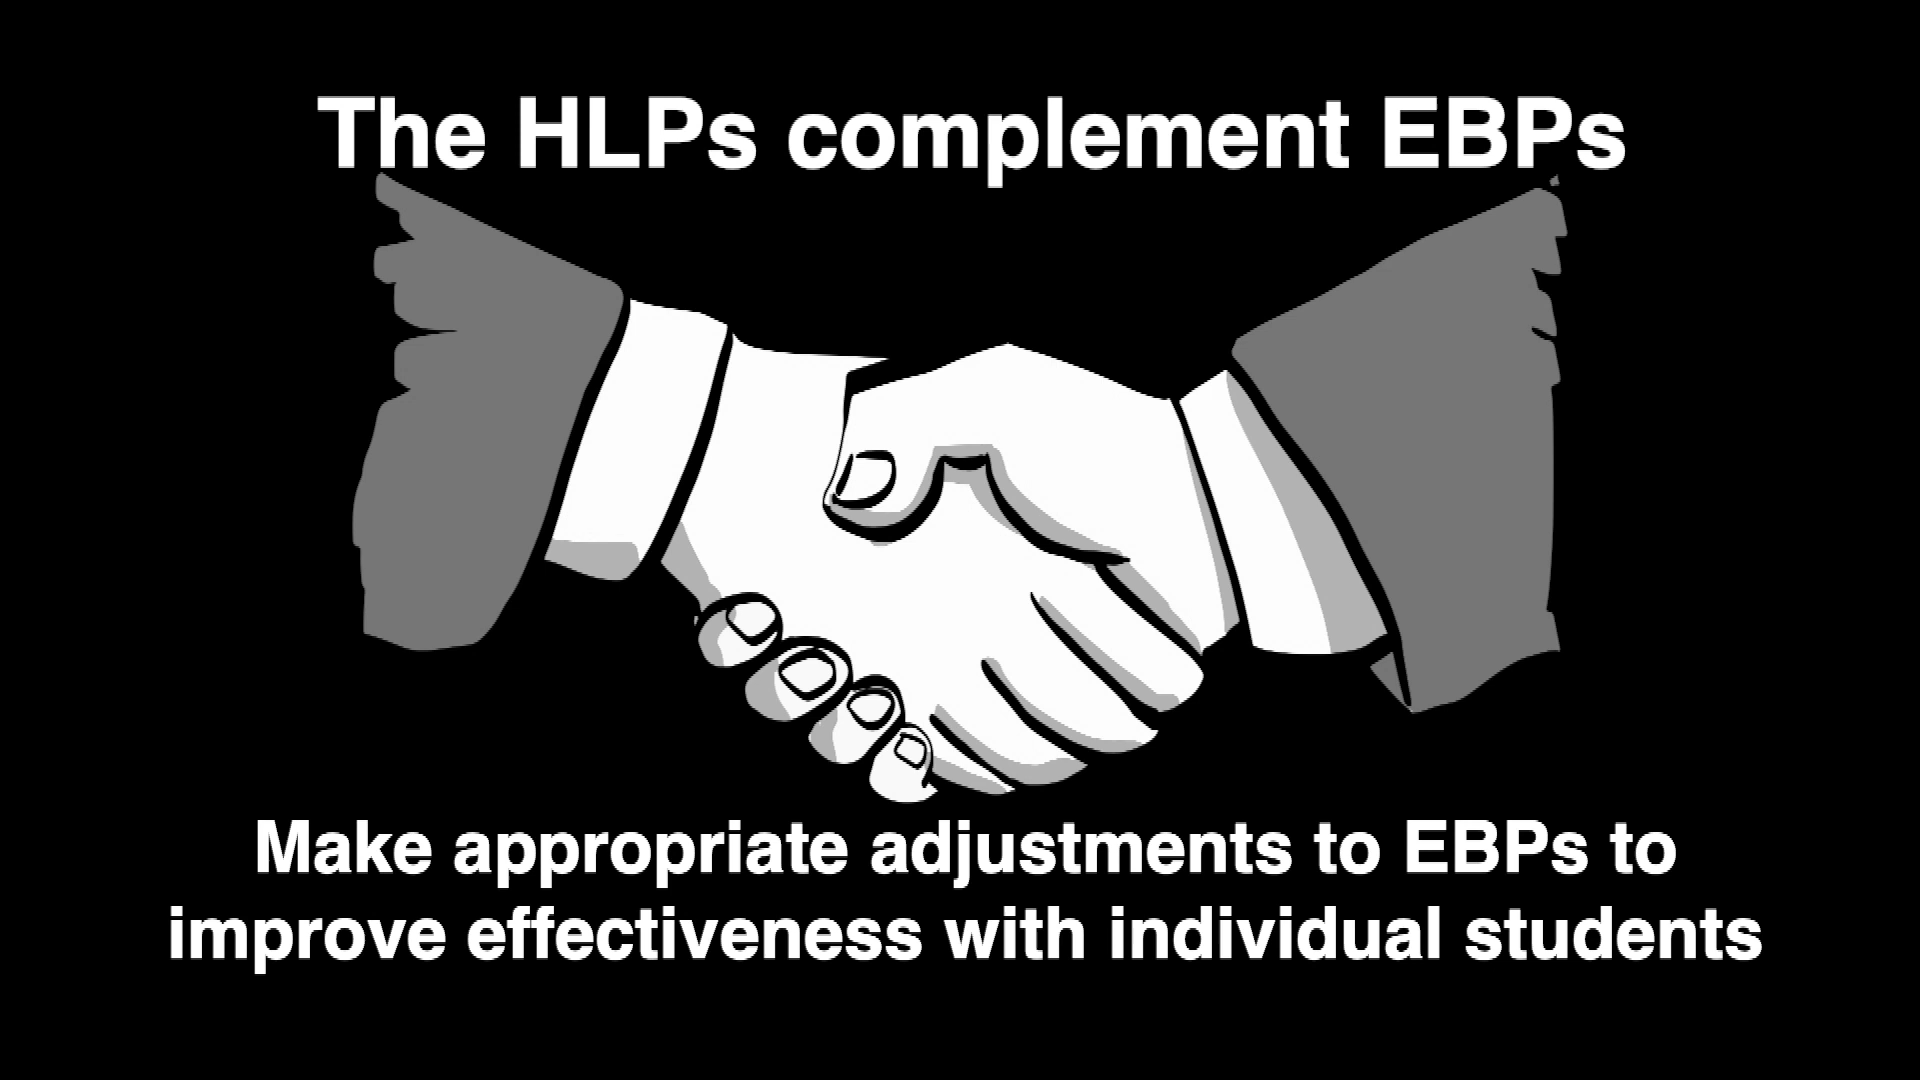 The HLPs complement EBPs
Make appropriate adjustments to EBPs to
improve effectiveness with individual students